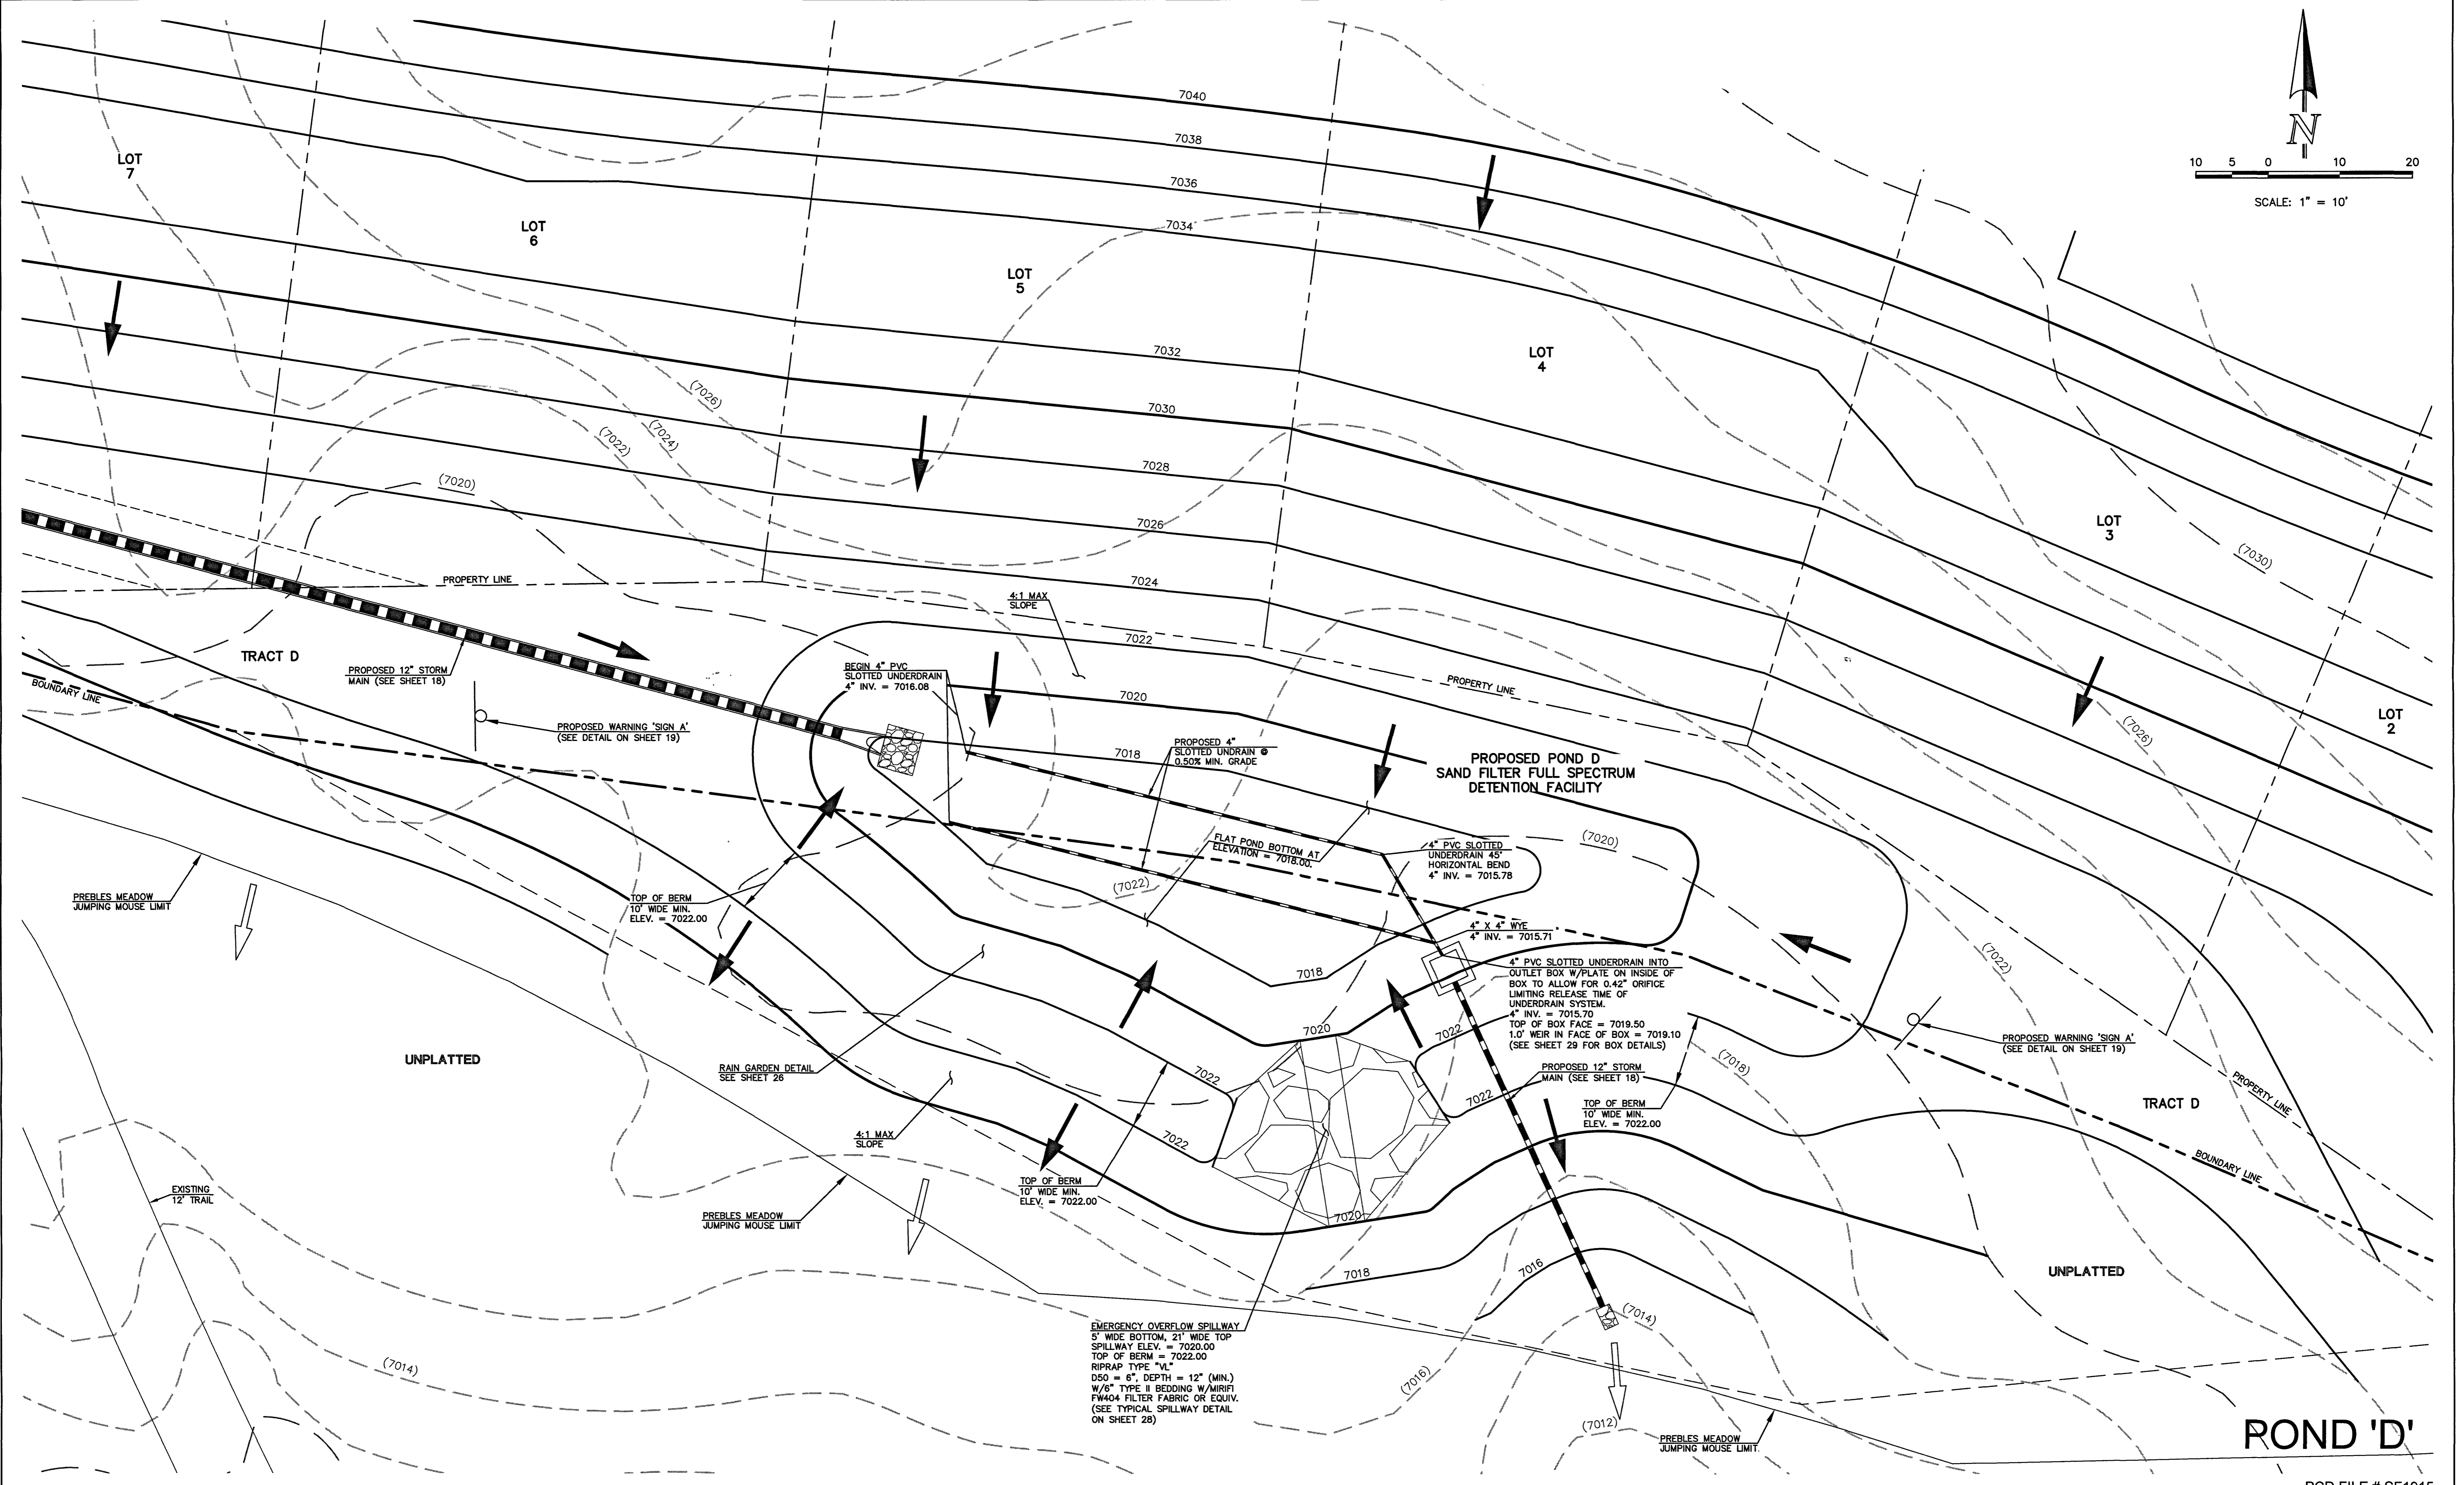 7040
7038
7036
7034
7032
7030
7028
7026
7024
7022
7020
7018
N
10 5 0 10 20
SCALE: 1" = 10'
LOT
7
LOT
6
LOT
5
LOT
4
LOT
3
LOT
2
(7026)
(7024)
(7022)
(7020)
(7030)
(7026)
PROPERTY LINE
4:1 MAX
SLOPE
TRACT D
PROPOSED 12" STORM
MAIN (SEE SHEET 18)
BOUNDARY LINE
BEGIN 4" PVC
SLOTTED UNDERDRAIN
4" INV. = 7016.08
PROPERTY LINE
PROPOSED WARNING 'SIGN A'
(SEE DETAIL ON SHEET 19)
PROPOSED 4"
SLOTTED UNDRAIN @
0.50% MIN. GRADE
PROPOSED POND D
SAND FILTER FULL SPECTRUM
DETENTION FACILITY
FLAT POND BOTTOM AT
ELEVATION = 7018.00.
4" PVC SLOTTED
UNDERDRAIN 45°
HORIZONTAL BEND
4" INV. = 7015.78
(7020)
(7022)
PREBLES MEADOW
JUMPING MOUSE LIMIT
TOP OF BERM
10' WIDE MIN.
ELEV. = 7022.00
4" X 4" WYE
4" INV. = 7015.71
4" PVC SLOTTED UNDERDRAIN INTO
OUTLET BOX W/PLATE ON INSIDE OF
BOX TO ALLOW FOR 0.42" ORIFICE
LIMITING RELEASE TIME OF
UNDERDRAIN SYSTEM.
4" INV. = 7015.70
TOP OF BOX FACE = 7019.50
1.0' WEIR IN FACE OF BOX = 7019.10
(SEE SHEET 29 FOR BOX DETAILS)
7018
7020
7022
(7022)
(7018)
PROPOSED WARNING 'SIGN A'
(SEE DETAIL ON SHEET 19)
UNPLATTED
RAIN GARDEN DETAIL
SEE SHEET 26
7022
7022
PROPOSED 12" STORM
MAIN (SEE SHEET 18)
TOP OF BERM
10' WIDE MIN.
ELEV. = 7022.00
PROPERTY LINE
TRACT D
4:1 MAX
SLOPE
7022
BOUNDARY LINE
EXISTING
12' TRAIL
TOP OF BERM
10' WIDE MIN.
ELEV. = 7022.00
PREBLES MEADOW
JUMPING MOUSE LIMIT
7020
7018
7016
UNPLATTED
(7014)
EMERGENCY OVERFLOW SPILLWAY
5' WIDE BOTTOM, 21' WIDE TOP
SPILLWAY ELEV. = 7020.00
TOP OF BERM = 7022.00
RIPRAP TYPE "VL"
D50 = 6", DEPTH = 12" (MIN.)
W/6" TYPE II BEDDING W/MIRIFI
FW404 FILTER FABRIC OR EQUIV.
(SEE TYPICAL SPILLWAY DETAIL
ON SHEET 28)
(7014)
(7016)
(7012)
PREBLES MEADOW
JUMPING MOUSE LIMIT
POND 'D'